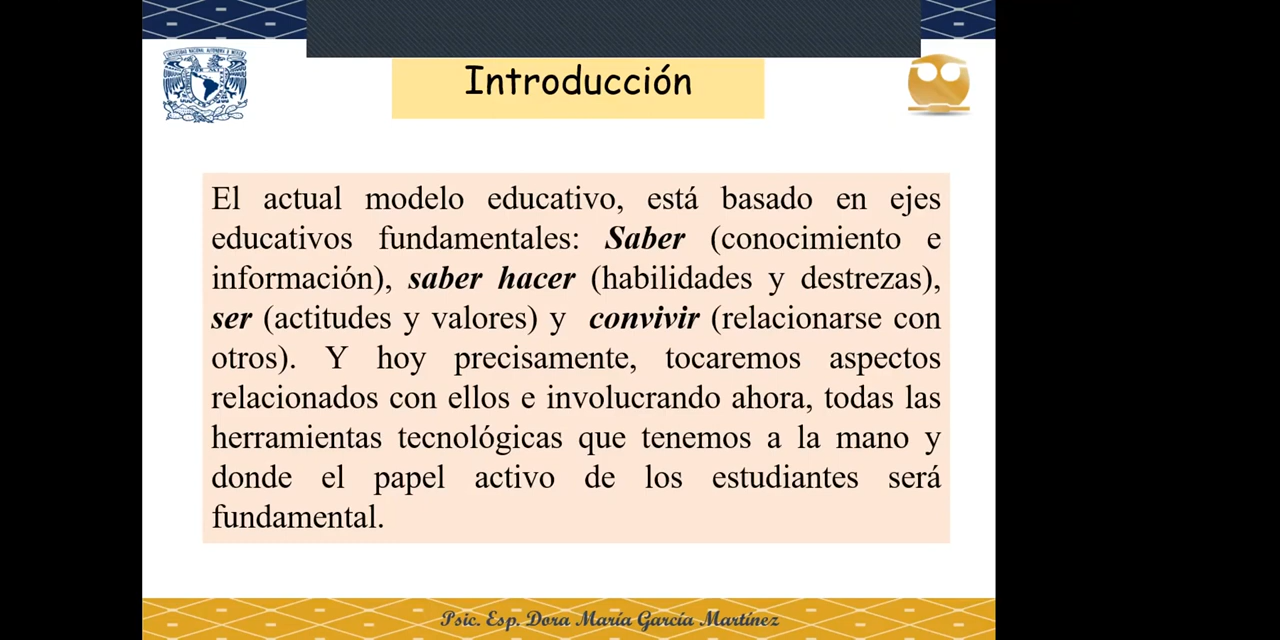 Introducción
El actual modelo educativo, está basado en ejes
educativos fundamentales: Saber (conocimiento e
información), saber hacer (habilidades y destrezas),
ser (actitudes y valores) y convivir (relacionarse con
otros). Y hoy precisamente, tocaremos aspectos
relacionados con ellos e involucrando ahora, todas las
herramientas tecnológicas que tenemos a la mano y
donde el papel activo de los estudiantes será
fundamental.
Psic. Esp. Dora María García Martínez